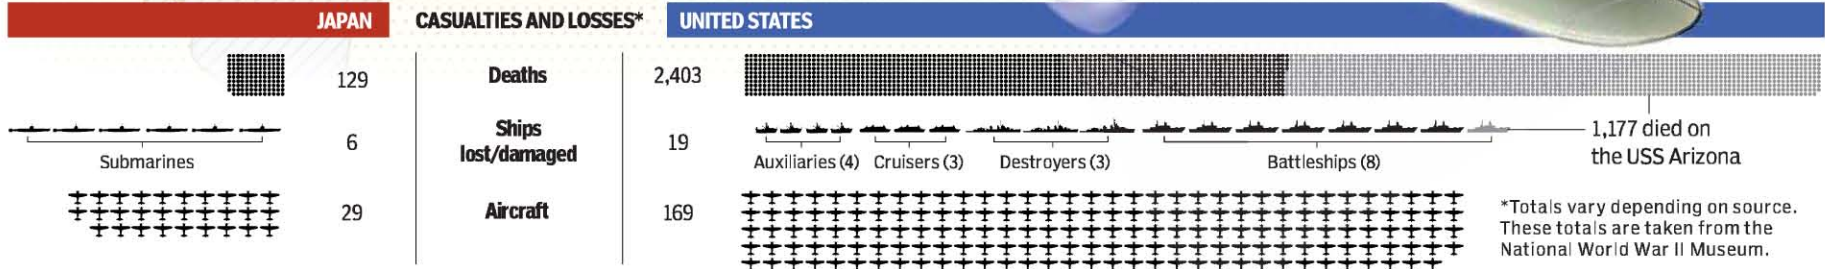 JAPAN CASUALTIES AND LOSSES* UNITED STATES
129 Deaths 2,403
6 Ships lost/damaged 19
Submarines
Auxiliaries (4) Cruisers (3) Destroyers (3) Battleships (8)
1,177 died on
the USS Arizona
29 Aircraft 169
*Totals vary depending on source.
These totals are taken from the
National World War II Museum.